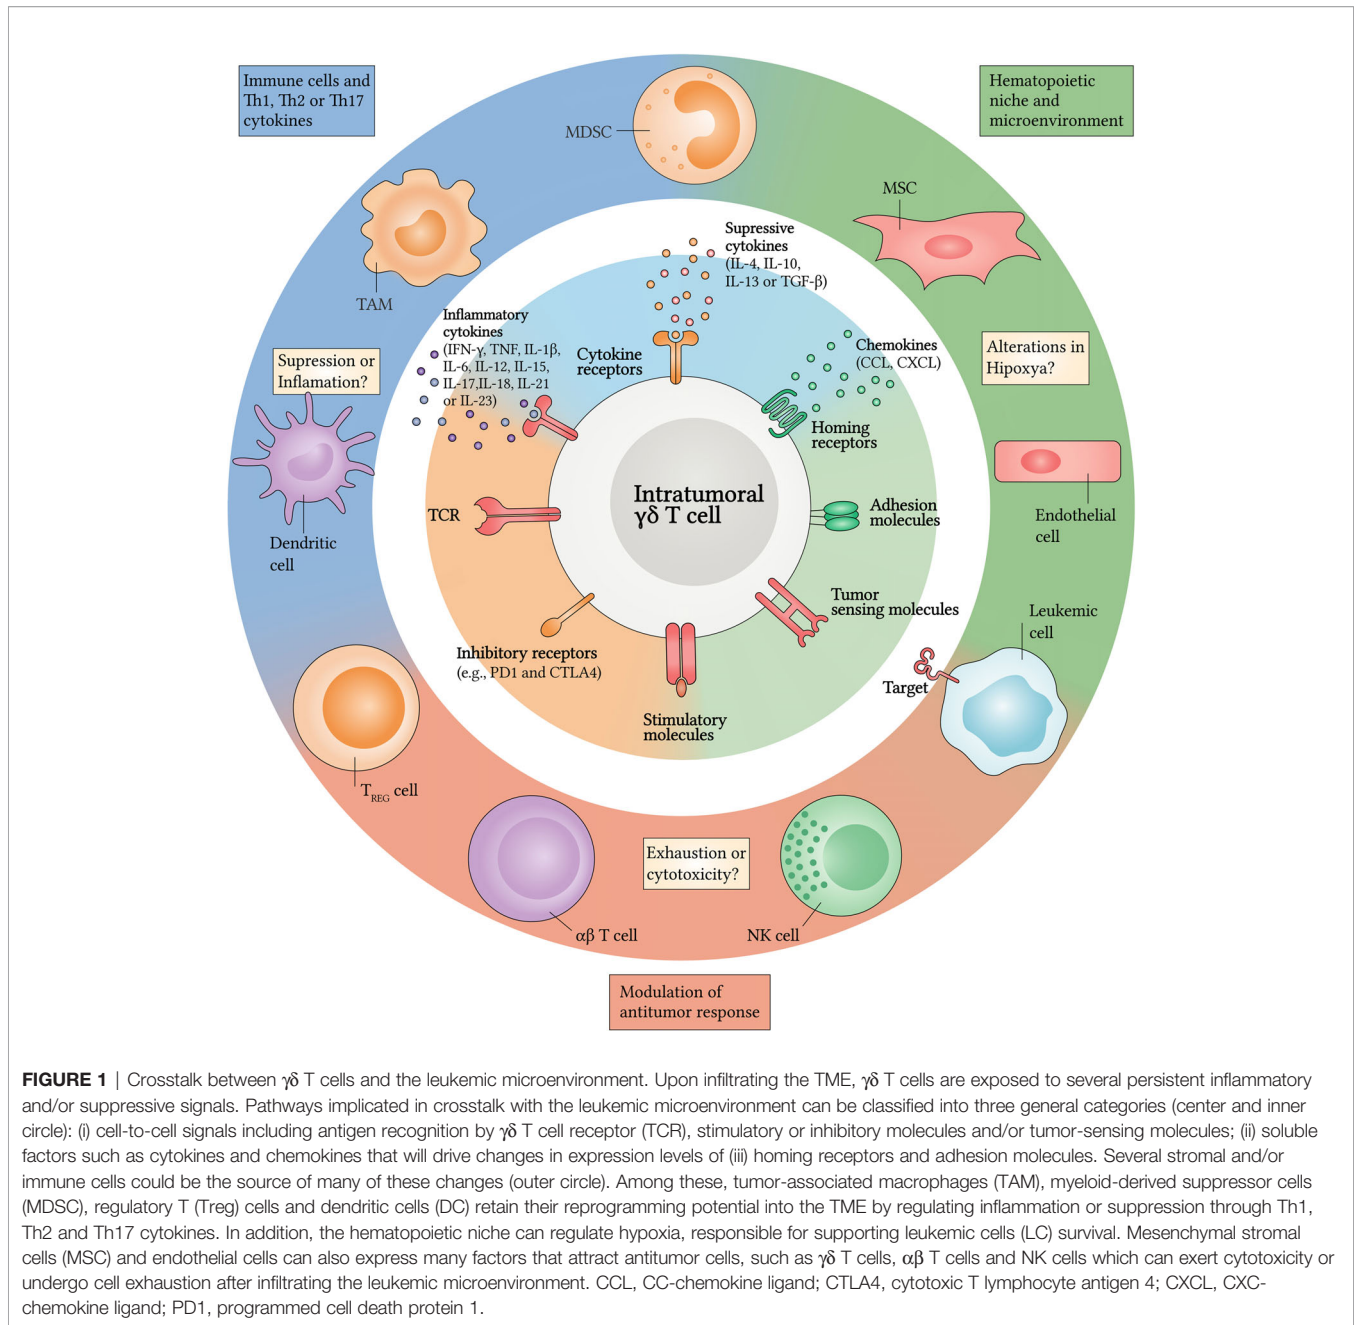 Immune cells and
Th1, Th2 or Th17
cytokines
Hematopoietic
niche and
microenvironment
MDSC
MSC
TAM
Supressive
cytokines
(IL-4, IL-10,
IL-13 or TGF-β)
Inflammatory
cytokines
(IFN-γ, TNF, IL-1β,
IL-6, IL-12, IL-15,
IL-17,IL-18, IL-21
or IL-23)
Cytokine
receptors
Chemokines
(CCL, CXCL)
Supression or
Inflamation?
Alterations in
Hipoxya?
Homing
receptors
Intratumoral
γδ T cell
TCR
Adhesion
molecules
Dendritic
cell
Endothelial
cell
Tumor
sensing molecules
Leukemic
cell
Inhibitory receptors
(e.g., PD1 and CTLA4)
Target
Stimulatory
molecules
TREG cell
Exhaustion or
cytotoxicity?
αβ T cell
NK cell
Modulation of
antitumor response
FIGURE 1 | Crosstalk between γδ T cells and the leukemic microenvironment. Upon infiltrating the TME, γδ T cells are exposed to several persistent inflammatory
and/or suppressive signals. Pathways implicated in crosstalk with the leukemic microenvironment can be classified into three general categories (center and inner
circle): (i) cell-to-cell signals including antigen recognition by γδ T cell receptor (TCR), stimulatory or inhibitory molecules and/or tumor-sensing molecules; (ii) soluble
factors such as cytokines and chemokines that will drive changes in expression levels of (iii) homing receptors and adhesion molecules. Several stromal and/or
immune cells could be the source of many of these changes (outer circle). Among these, tumor-associated macrophages (TAM), myeloid-derived suppressor cells
(MDSC), regulatory T (Treg) cells and dendritic cells (DC) retain their reprogramming potential into the TME by regulating inflammation or suppression through Th1,
Th2 and Th17 cytokines. In addition, the hematopoietic niche can regulate hypoxia, responsible for supporting leukemic cells (LC) survival. Mesenchymal stromal
cells (MSC) and endothelial cells can also express many factors that attract antitumor cells, such as γδ T cells, αβ T cells and NK cells which can exert cytotoxicity or
undergo cell exhaustion after infiltrating the leukemic microenvironment. CCL, CC-chemokine ligand; CTLA4, cytotoxic T lymphocyte antigen 4; CXCL, CXC-
chemokine ligand; PD1, programmed cell death protein 1.